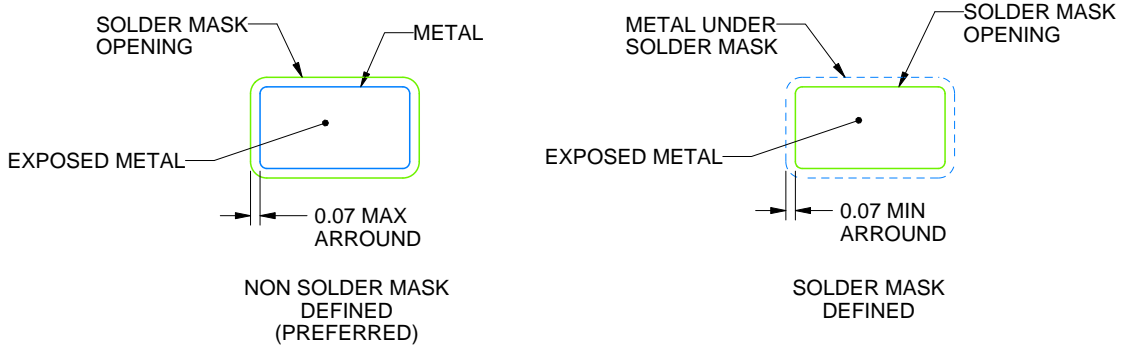 SOLDER MASK
OPENING
METAL
EXPOSED METAL
0.07 MAX
ARROUND
NON SOLDER MASK
DEFINED
(PREFERRED)
METAL UNDER
SOLDER MASK
SOLDER MASK
OPENING
EXPOSED METAL
0.07 MIN
ARROUND
SOLDER MASK
DEFINED